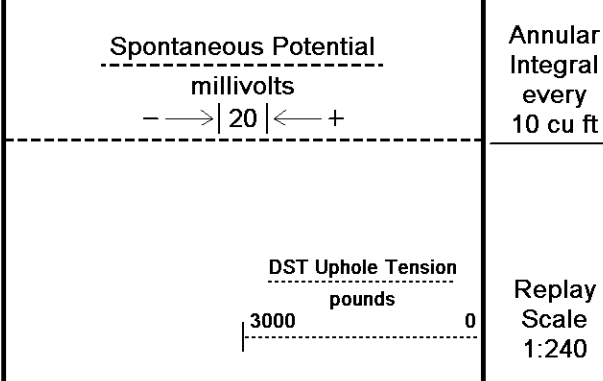 Spontaneous Potential
millivolts
− → | 20 | ← +
DST Uphole Tension
pounds
3000 0
Annular
Integral
every
10 cu ft
Replay
Scale
1:240